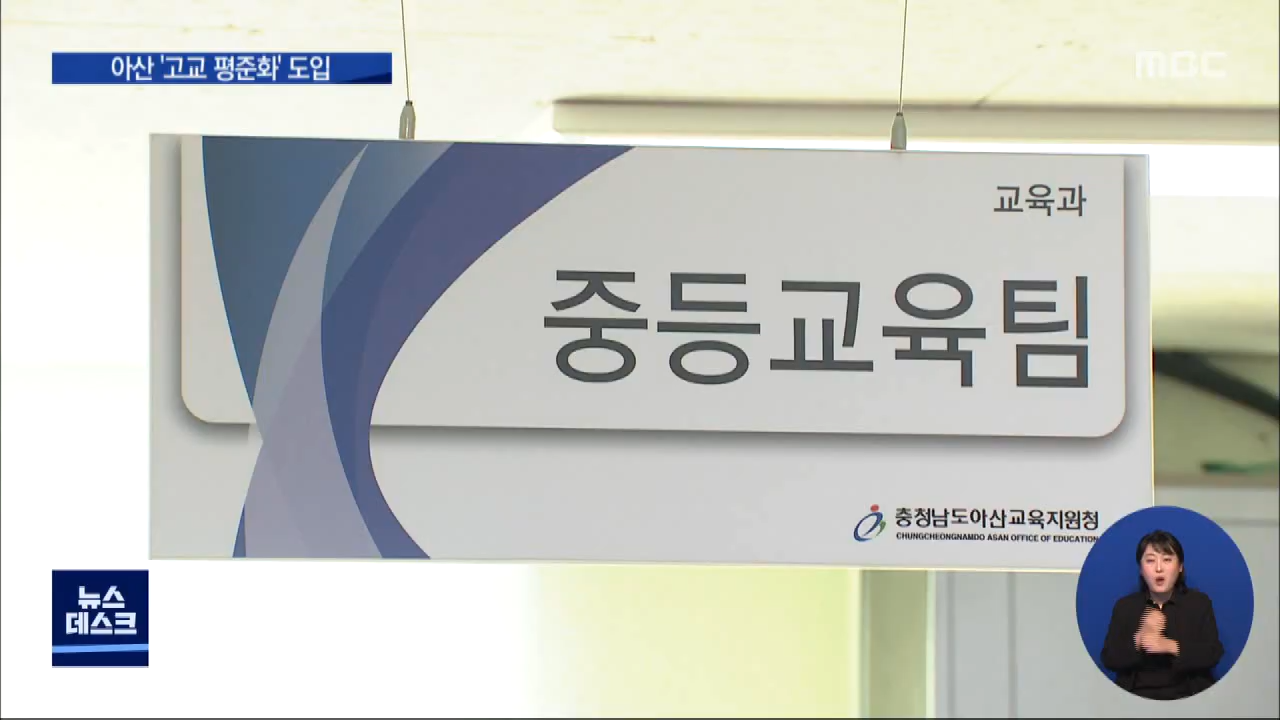 아산 '고교 평준화' 도입
MBC
교육과
중등교육팀
충청남도아산교육지원청
CHUNGCHEONGNAMDO ASAN OFFICE OF EDUCATION
뉴스
데스크